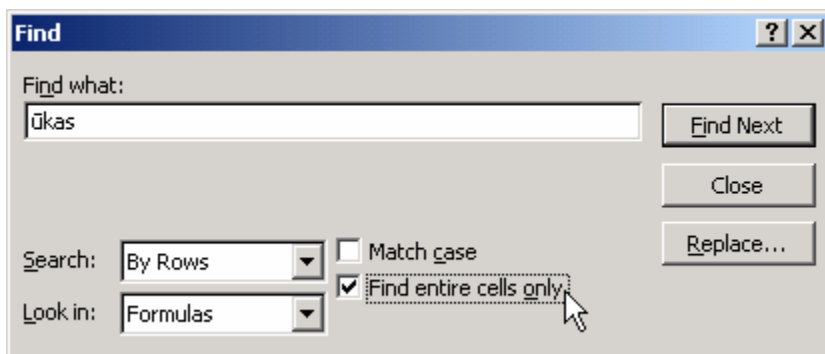 Find
Find what:
ūkas
Find Next
Close
Replace...
Search: By Rows
Match case
Find entire cells only
Look in: Formulas